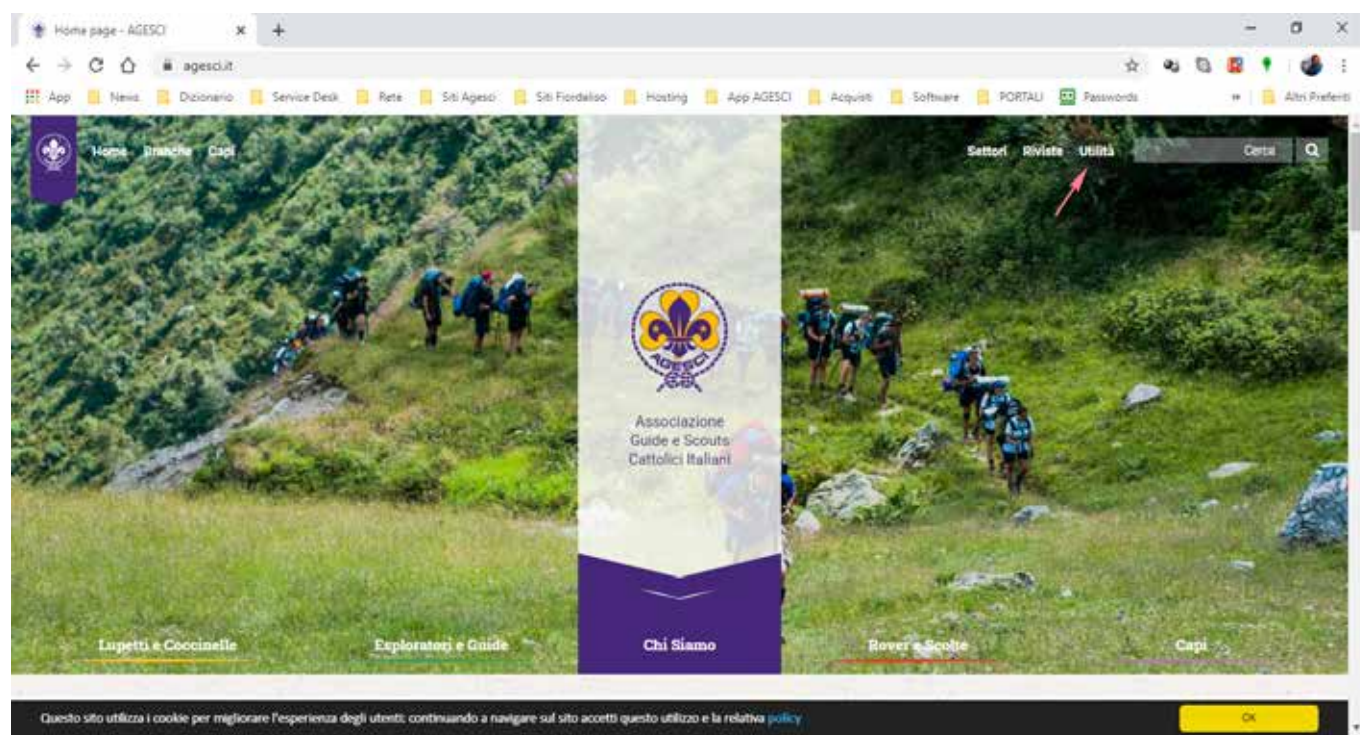 Home page - AGESCI
agesci.it
App News Dizionario Service Desk Rete Siti Agesci Siti Fiordaliso Hosting App AGESCI Acquisti Software PORTALI Passwords » Altri Preferiti
Home Branche Capi Settori Riviste Utilità Cerca
AGESCI
Associazione
Guide e Scouts
Cattolici Italiani
Lupetti e Coccinelle Esploratori e Guide Chi Siamo Rover e Scolte Capi
Questo sito utilizza i cookie per migliorare l'esperienza degli utenti: continuando a navigare sul sito accetti questo utilizzo e la relativa policy OK